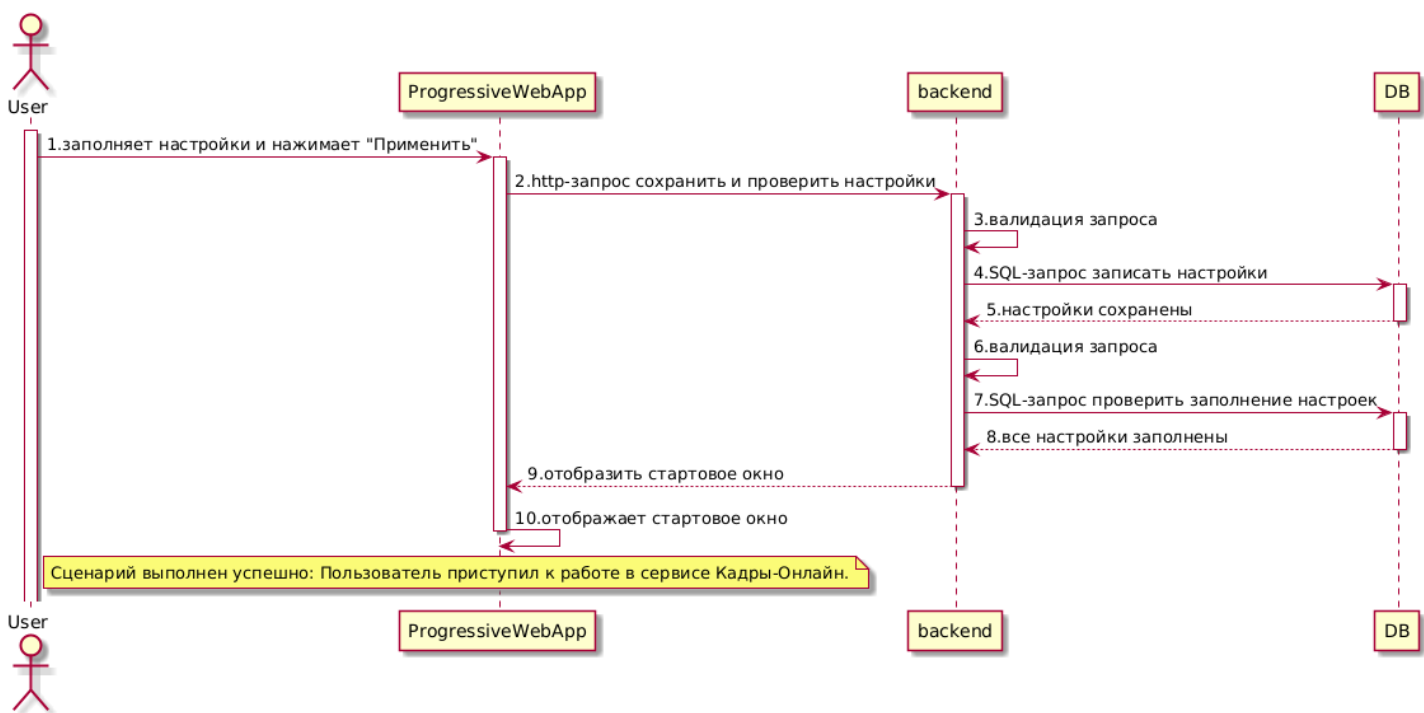 User
ProgressiveWebApp
backend
DB
1.заполняет настройки и нажимает "Применить"
2.http-запрос сохранить и проверить настройки
3.валидация запроса
4.SQL-запрос записать настройки
5.настройки сохранены
6.валидация запроса
7.SQL-запрос проверить заполнение настроек
8.все настройки заполнены
9.отобразить стартовое окно
10.отображает стартовое окно
Сценарий выполнен успешно: Пользователь приступил к работе в сервисе Кадры-Онлайн.
User
ProgressiveWebApp
backend
DB